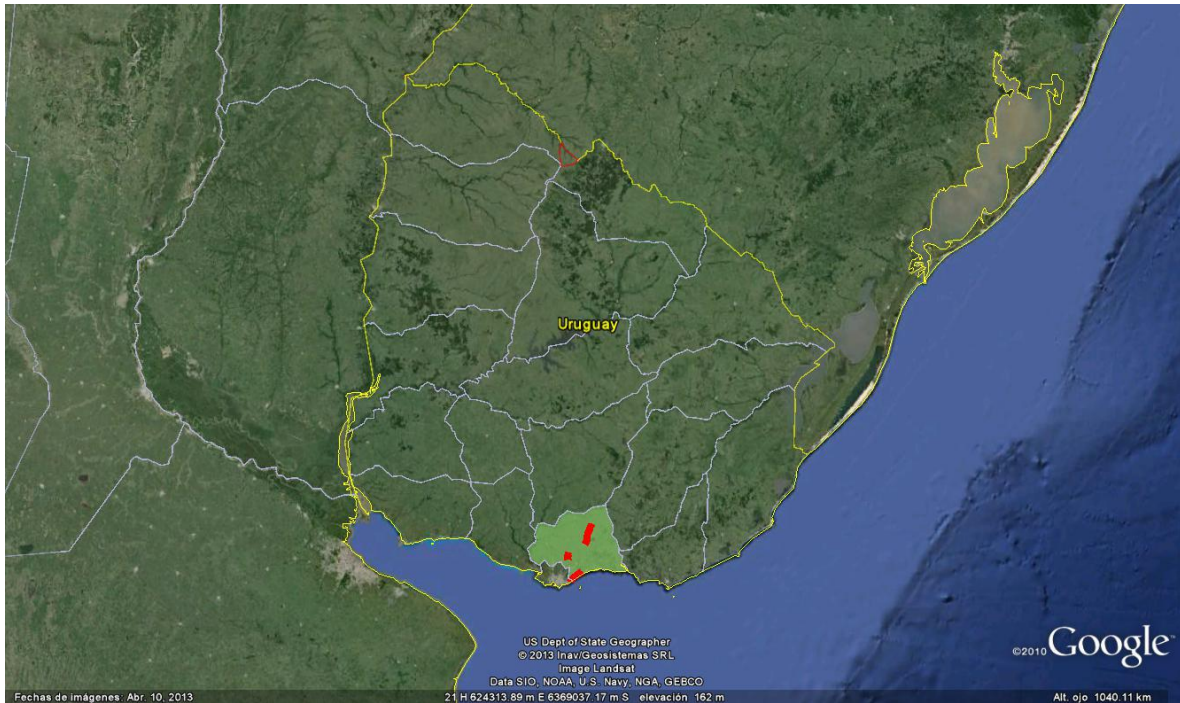 Uruguay
US Dept of State Geographer
© 2013 Inav/Geosistemas SRL
Image Landsat
Data SIO, NOAA, U.S. Navy, NGA, GEBCO
©2010 Google
Fechas de imágenes: Abr. 10, 2013
21 H 624313.89 m E 6369037.17 m S elevación 162 m
Alt. ojo 1040.11 km